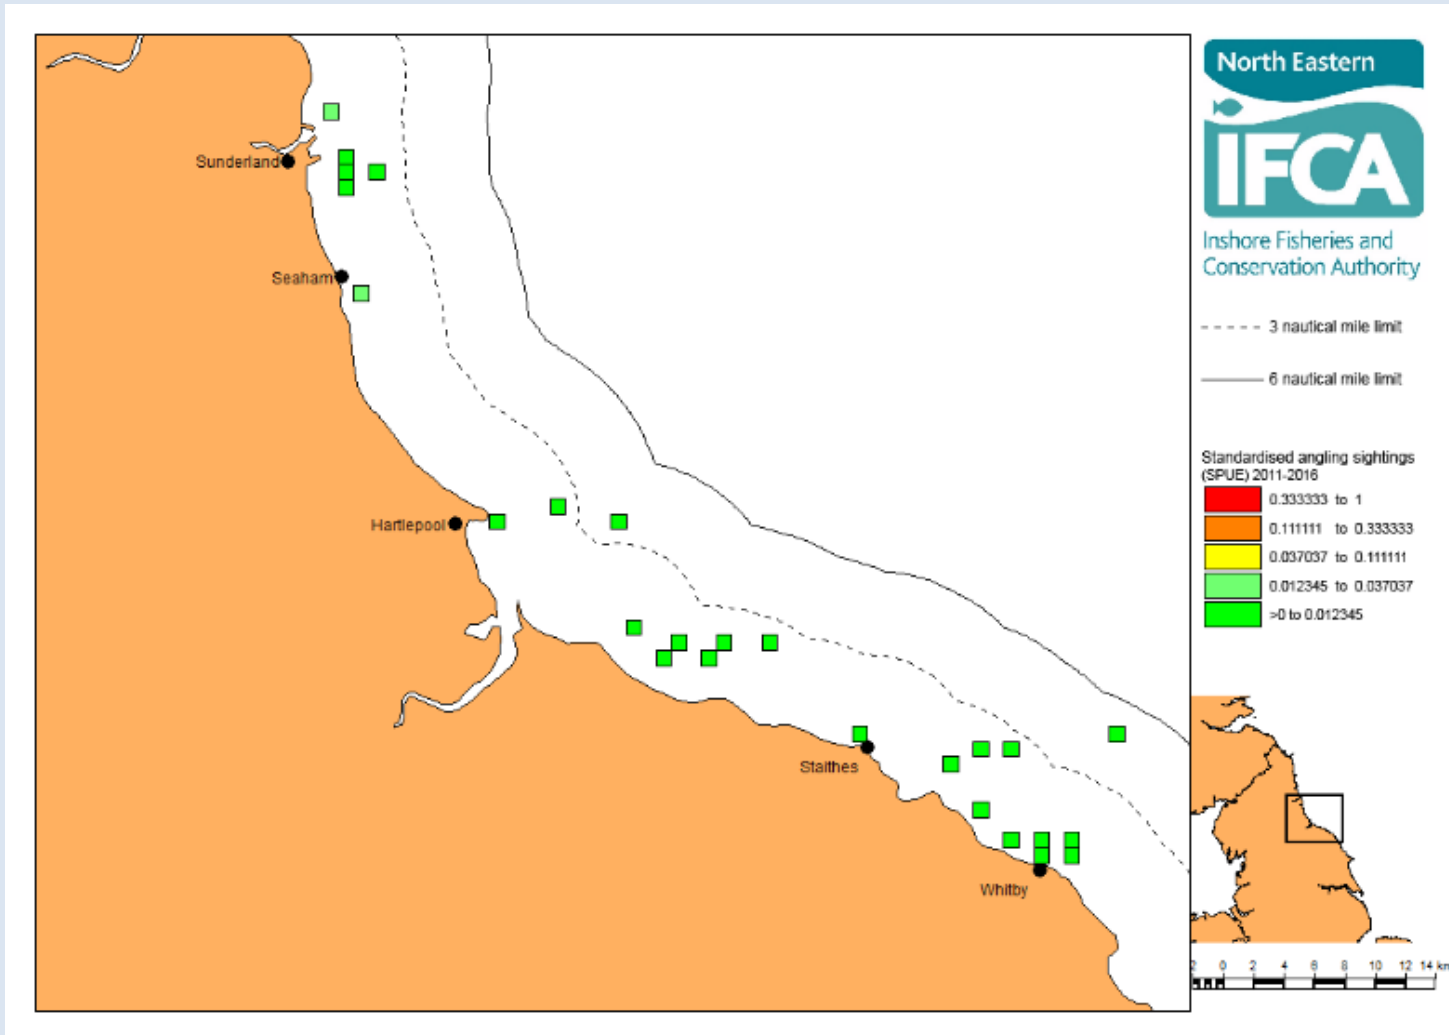 North Eastern
IFCA
Inshore Fisheries and
Conservation Authority
3 nautical mile limit
6 nautical mile limit
Standardised angling sightings
(SPUE) 2011-2016
0.333333 to 1
0.111111 to 0.333333
0.037037 to 0.111111
0.012345 to 0.037037
>0 to 0.012345
Sunderland
Seaham
Hartlepool
Staithes
Whitby
2 0 2 4 6 8 10 12 14 km